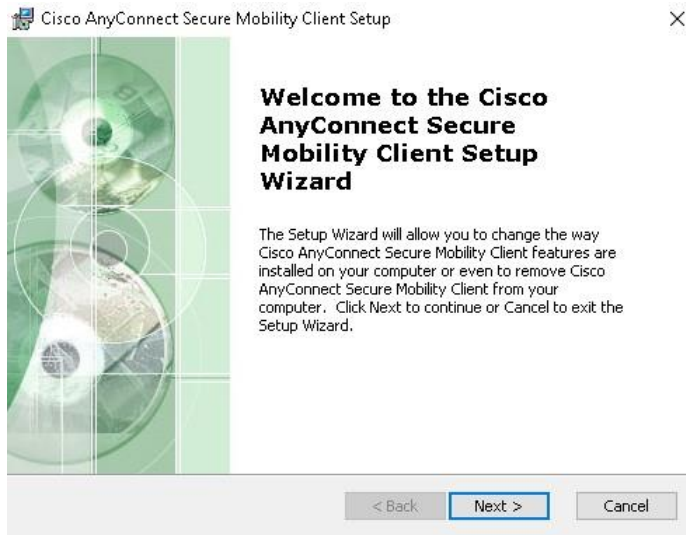 Cisco AnyConnect Secure Mobility Client Setup
Welcome to the Cisco
AnyConnect Secure
Mobility Client Setup
Wizard
The Setup Wizard will allow you to change the way
Cisco AnyConnect Secure Mobility Client features are
installed on your computer or even to remove Cisco
AnyConnect Secure Mobility Client from your
computer. Click Next to continue or Cancel to exit the
Setup Wizard.
< Back Next > Cancel